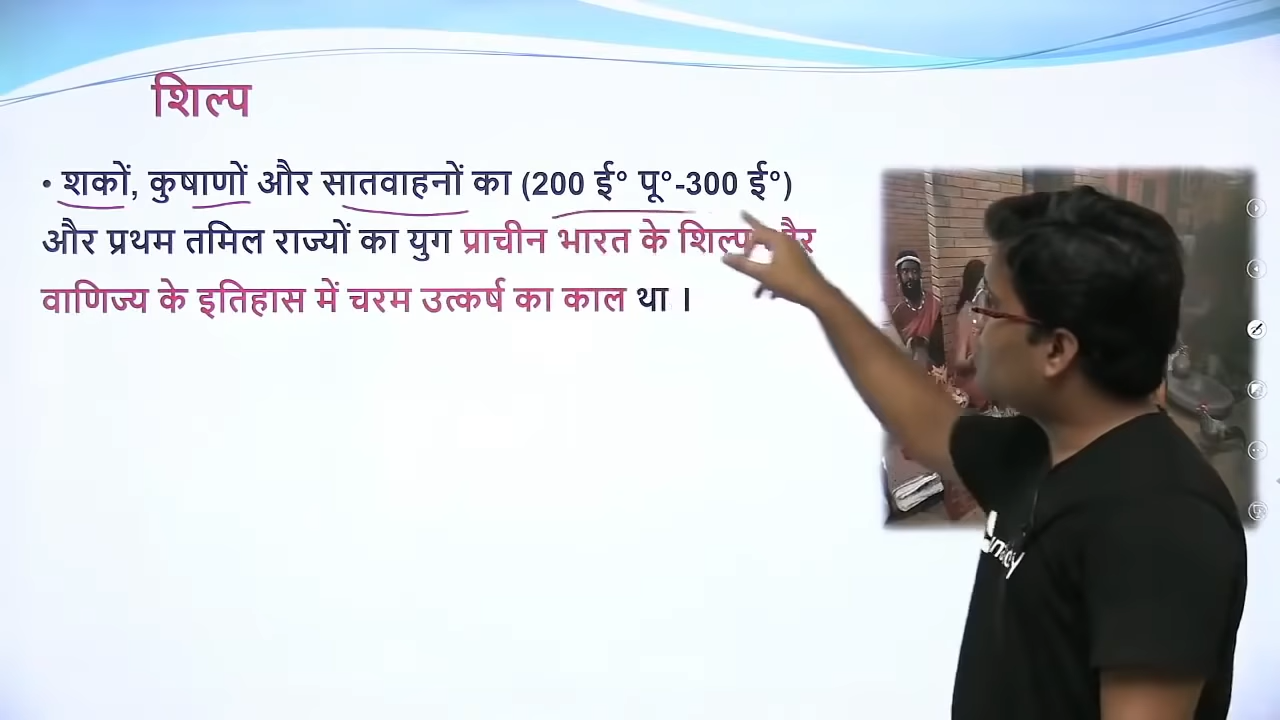 शिल्प
• शकों, कुषाणों और सातवाहनों का (200 ई° पू°-300 ई°)
और प्रथम तमिल राज्यों का युग प्राचीन भारत के शिल्प
वाणिज्य के इतिहास में चरम उत्कर्ष का काल था ।